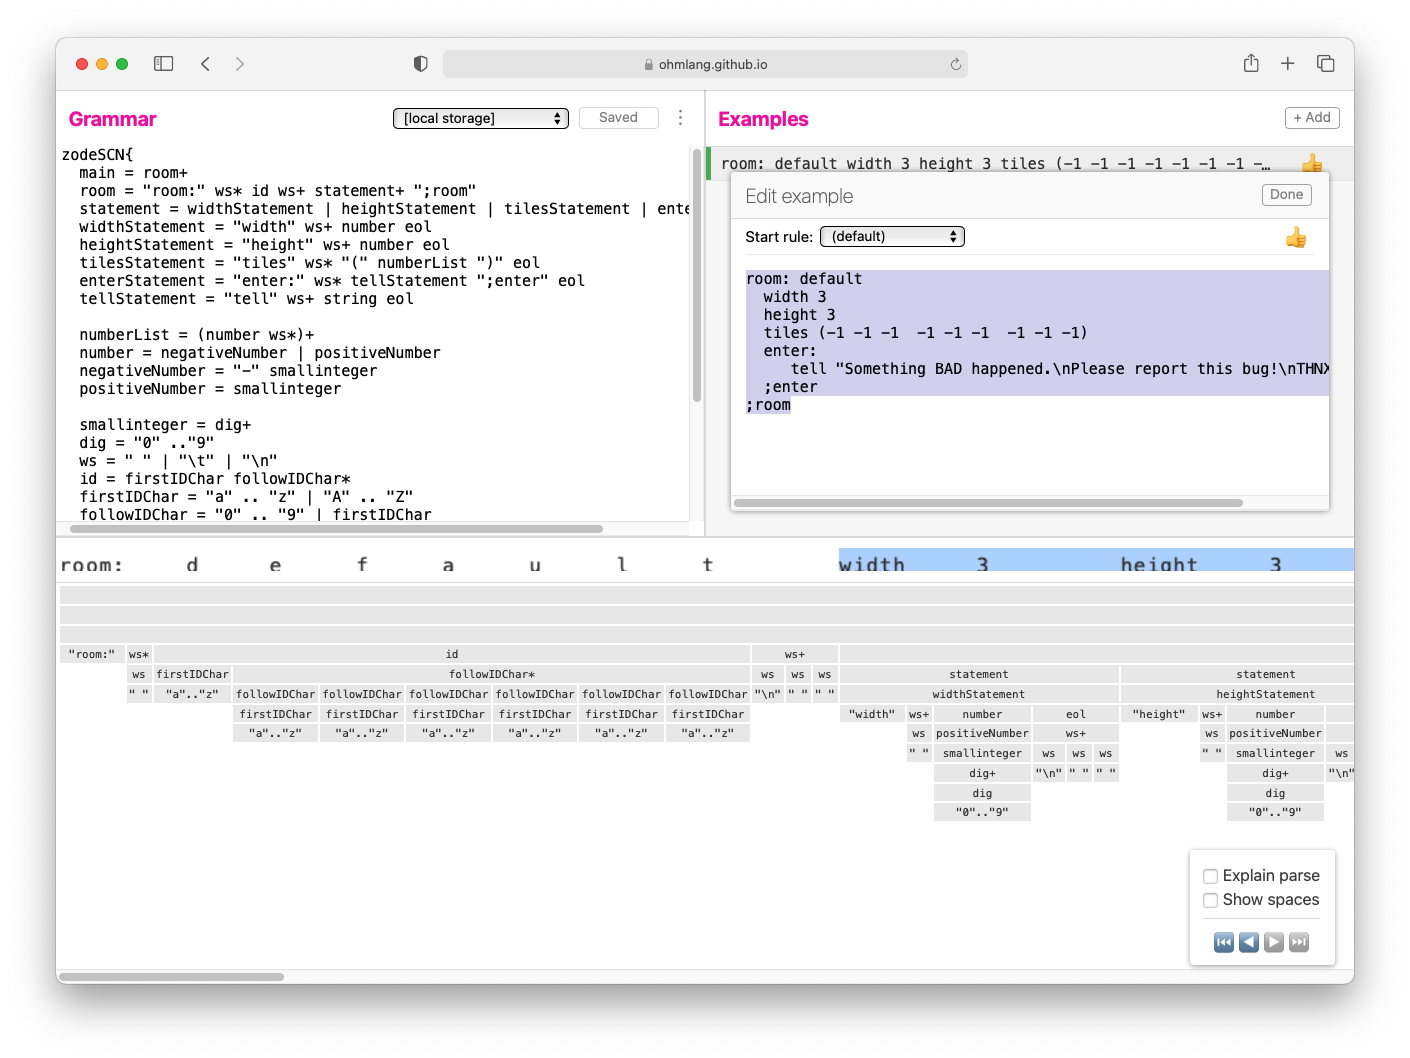 ohmlang.github.io
Grammar
[local storage]
Saved
Examples
+ Add
zodeSCN{
  main = room+
  room = "room:" ws* id ws+ statement+ ";room"
  statement = widthStatement | heightStatement | tilesStatement | ente
  widthStatement = "width" ws+ number eol
  heightStatement = "height" ws+ number eol
  tilesStatement = "tiles" ws* "(" numberList ")" eol
  enterStatement = "enter:" ws* tellStatement ";enter" eol
  tellStatement = "tell" ws+ string eol
  numberList = (number ws*)+
  number = negativeNumber | positiveNumber
  negativeNumber = "-" smallinteger
  positiveNumber = smallinteger
  smallinteger = dig+
  dig = "0" .."9"
  ws = " " | "\t" | "\n"
  id = firstIDChar followIDChar*
  firstIDChar = "a" .. "z" | "A" .. "Z"
  followIDChar = "0" .. "9" | firstIDChar
room: default width 3 height 3 tiles (-1 -1 -1 -1 -1 -1 -1 -…
Edit example
Done
Start rule: (default)
room: default
  width 3
  height 3
  tiles (-1 -1 -1  -1 -1 -1  -1 -1 -1)
  enter:
     tell "Something BAD happened.\nPlease report this bug!\nTHNX
  ;enter
;room
room: d e f a u l t width 3 height 3
"room:" ws* id ws+
ws firstIDChar followIDChar* ws ws ws statement statement
" " "a".."z" followIDChar followIDChar followIDChar followIDChar followIDChar followIDChar "\n" " " " " widthStatement heightStatement
firstIDChar firstIDChar firstIDChar firstIDChar firstIDChar firstIDChar "width" ws+ number eol "height" ws+ number
"a".."z" "a".."z" "a".."z" "a".."z" "a".."z" "a".."z" ws positiveNumber ws+ ws positiveNumber
" " smallinteger ws ws ws " " smallinteger ws
dig+ "\n" " " " " dig+ "\n"
dig dig
"0".."9" "0".."9"
Explain parse
Show spaces